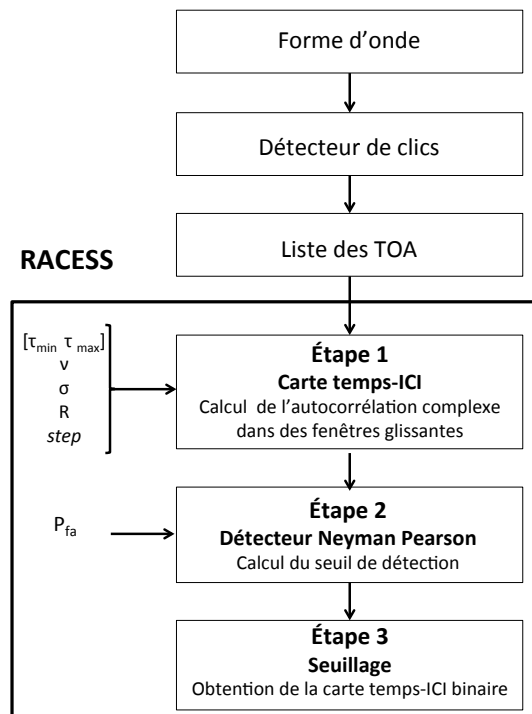 Forme d'onde
Détecteur de clics
Liste des TOA
RACESS
[τmin τ max]
ν
σ
R
step
Étape 1
Carte temps-ICI
Calcul de l'autocorrélation complexe
dans des fenêtres glissantes
Pfa
Étape 2
Détecteur Neyman Pearson
Calcul du seuil de détection
Étape 3
Seuillage
Obtention de la carte temps-ICI binaire